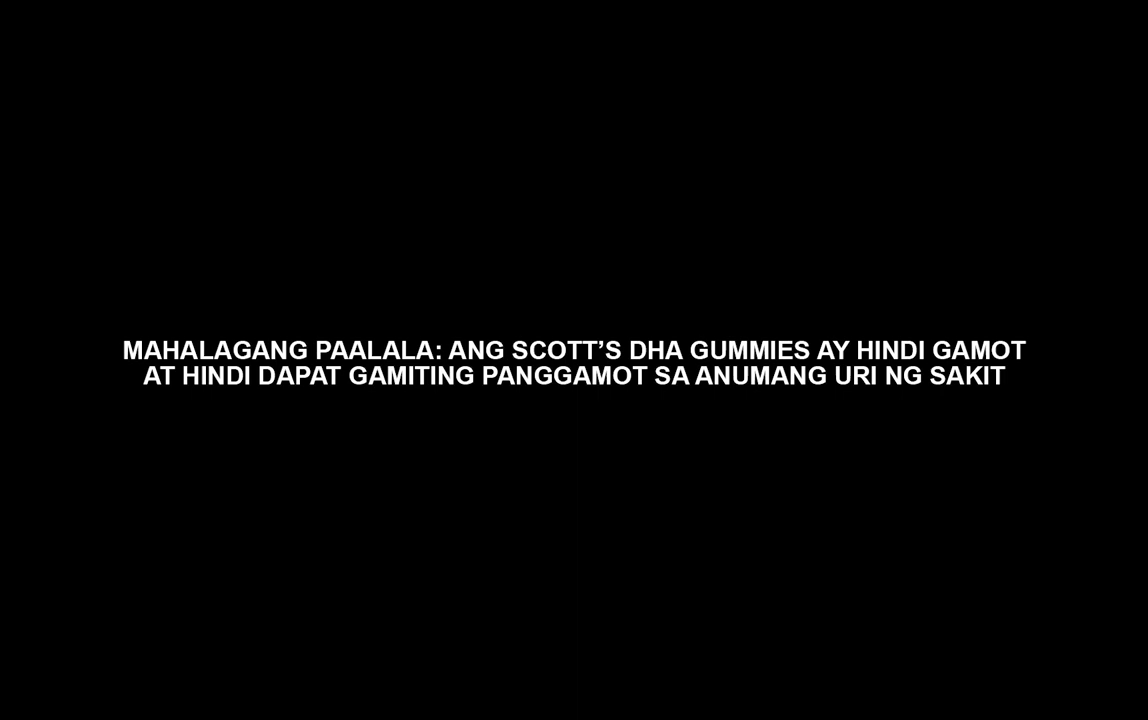 MAHALAGANG PAALALA: ANG SCOTT’S DHA GUMMIES AY HINDI GAMOT
AT HINDI DAPAT GAMITING PANGGAMOT SA ANUMANG URI NG SAKIT